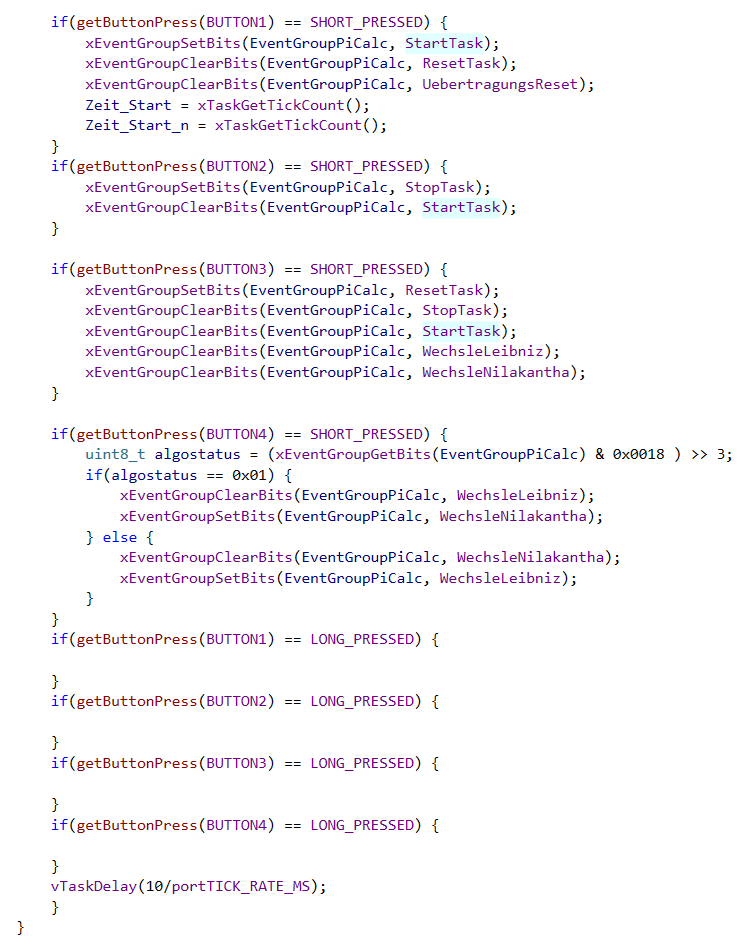 if(getButtonPress(BUTTON1) == SHORT_PRESSED) {
xEventGroupSetBits(EventGroupPiCalc, StartTask);
xEventGroupClearBits(EventGroupPiCalc, ResetTask);
xEventGroupClearBits(EventGroupPiCalc, UebertragungsReset);
Zeit_Start = xTaskGetTickCount();
Zeit_Start_n = xTaskGetTickCount();
}
if(getButtonPress(BUTTON2) == SHORT_PRESSED) {
xEventGroupSetBits(EventGroupPiCalc, StopTask);
xEventGroupClearBits(EventGroupPiCalc, StartTask);
}
if(getButtonPress(BUTTON3) == SHORT_PRESSED) {
xEventGroupSetBits(EventGroupPiCalc, ResetTask);
xEventGroupClearBits(EventGroupPiCalc, StopTask);
xEventGroupClearBits(EventGroupPiCalc, StartTask);
xEventGroupClearBits(EventGroupPiCalc, WechsleLeibniz);
xEventGroupClearBits(EventGroupPiCalc, WechsleNilakantha);
}
if(getButtonPress(BUTTON4) == SHORT_PRESSED) {
uint8_t algostatus = (xEventGroupGetBits(EventGroupPiCalc) & 0x0018 ) >> 3;
if(algostatus == 0x01) {
xEventGroupClearBits(EventGroupPiCalc, WechsleLeibniz);
xEventGroupSetBits(EventGroupPiCalc, WechsleNilakantha);
} else {
xEventGroupClearBits(EventGroupPiCalc, WechsleNilakantha);
xEventGroupSetBits(EventGroupPiCalc, WechsleLeibniz);
}
}
if(getButtonPress(BUTTON1) == LONG_PRESSED) {
}
if(getButtonPress(BUTTON2) == LONG_PRESSED) {
}
if(getButtonPress(BUTTON3) == LONG_PRESSED) {
}
if(getButtonPress(BUTTON4) == LONG_PRESSED) {
}
vTaskDelay(10/portTICK_RATE_MS);
}
}